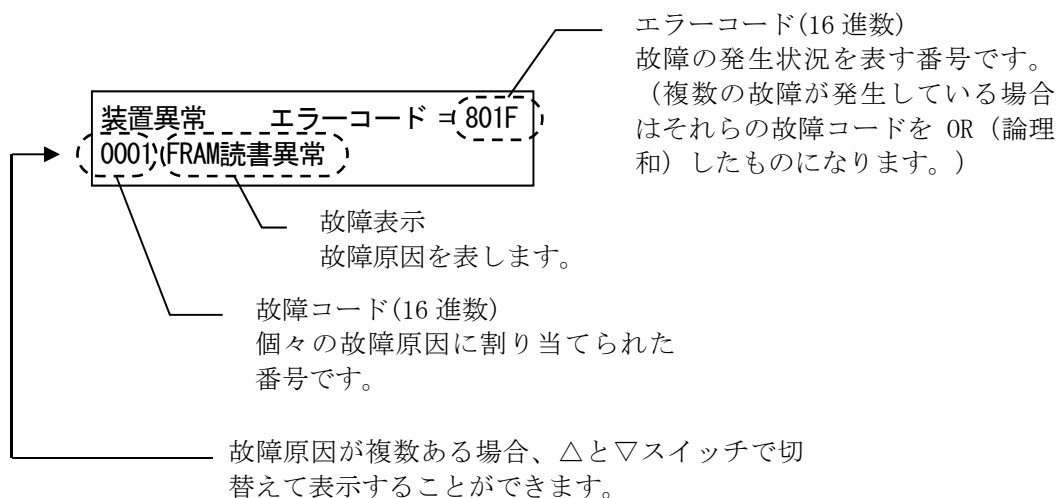 エラーコード(16 進数)
故障の発生状況を表す番号です。
(複数の故障が発生している場合
はそれらの故障コードを OR(論理
和)したものになります。)
装置異常 エラーコード =801F
0001 FRAM読書異常
故障表示
故障原因を表します。
故障コード(16 進数)
個々の故障原因に割り当てられた
番号です。
故障原因が複数ある場合、△と▽スイッチで切
替えて表示することができます。